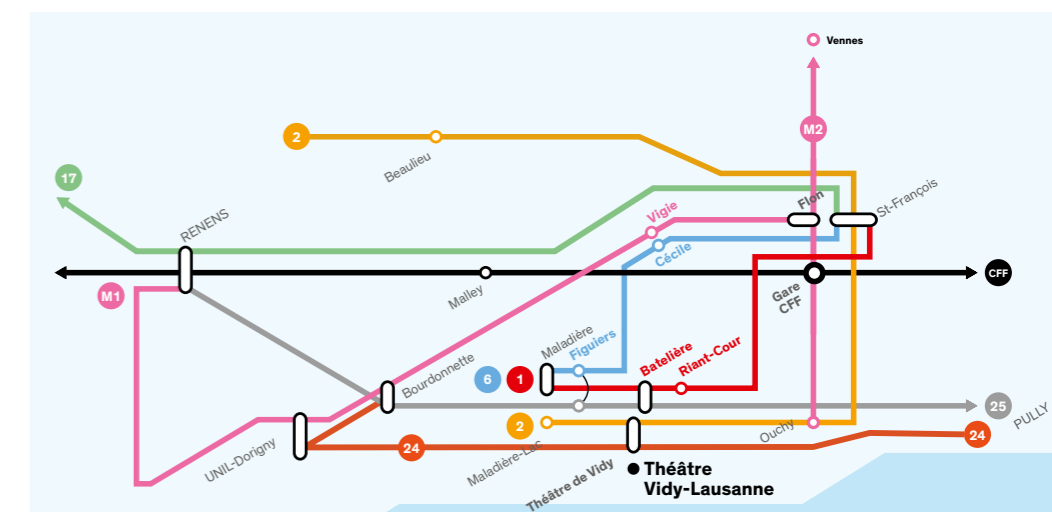 Vennes
M2
2
Beaulieu
17
RENENS
Vigie
Flon
St-François
Cécile
CFF
M1
Malley
Gare
CFF
Maladière
Figuiers
Batelière
Riant-Cour
Bourdonnette
6
1
25
PULLY
2
Ouchy
24
24
UNIL-Dorigny
Maladière-Lac
Théâtre de Vidy
Théâtre
Vidy-Lausanne